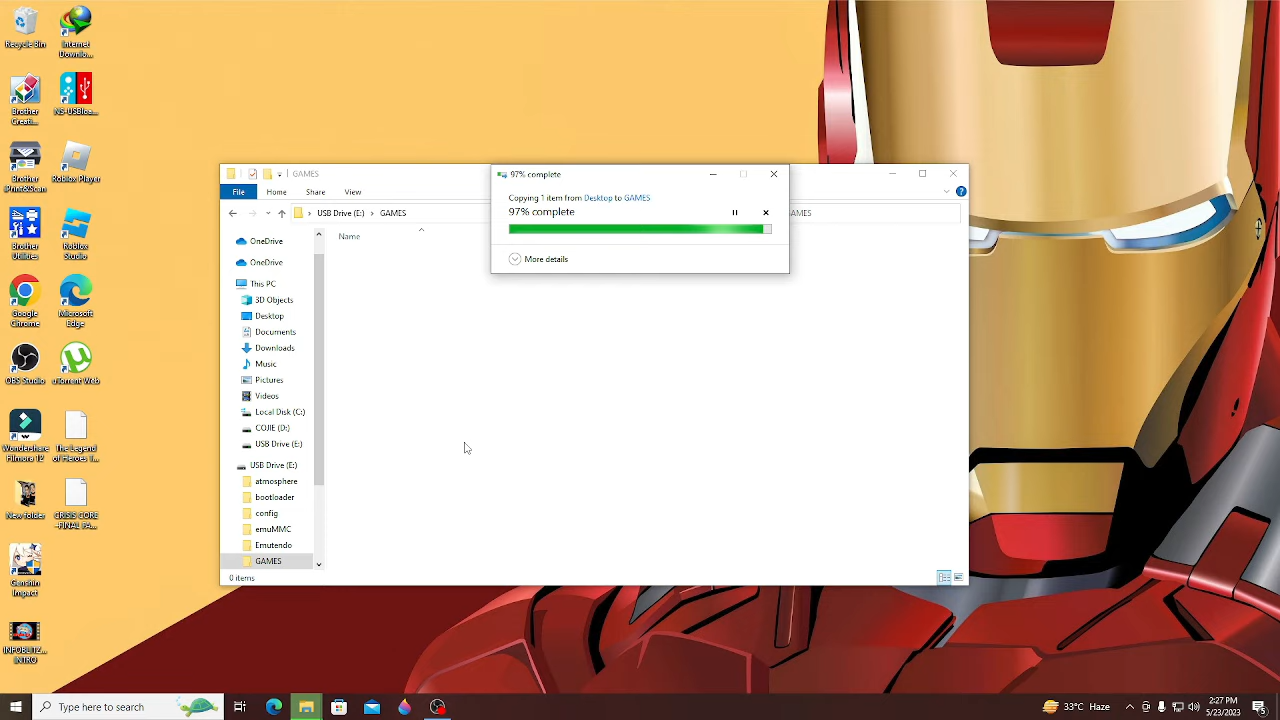 Recycle Bin
Internet
Downlo...
Brother
Creati...
NS-USBloa...
Brother
iPrint&Scan
Roblox Player
Brother
Utilities
Roblox
Studio
Google
Chrome
Microsoft
Edge
OBS Studio
uTorrent Web
Wondershare
Filmora 12
The Legend
of Heroes T...
New folder
CRISIS CORE
-FINAL FA...
Genshin
Impact
INFOBLITZ...
INTRO
GAMES
File
Home
Share
View
USB Drive (E:)
GAMES
GAMES
Name
OneDrive
OneDrive
This PC
3D Objects
Desktop
Documents
Downloads
Music
Pictures
Videos
Local Disk (C:)
COJIE (D:)
USB Drive (E:)
USB Drive (E:)
atmosphere
bootloader
config
emuMMC
Emutendo
GAMES
0 items
97% complete
Copying 1 item from Desktop to GAMES
97% complete
More details
Type here to search
33°C Haze
2:27 PM
5/23/2023